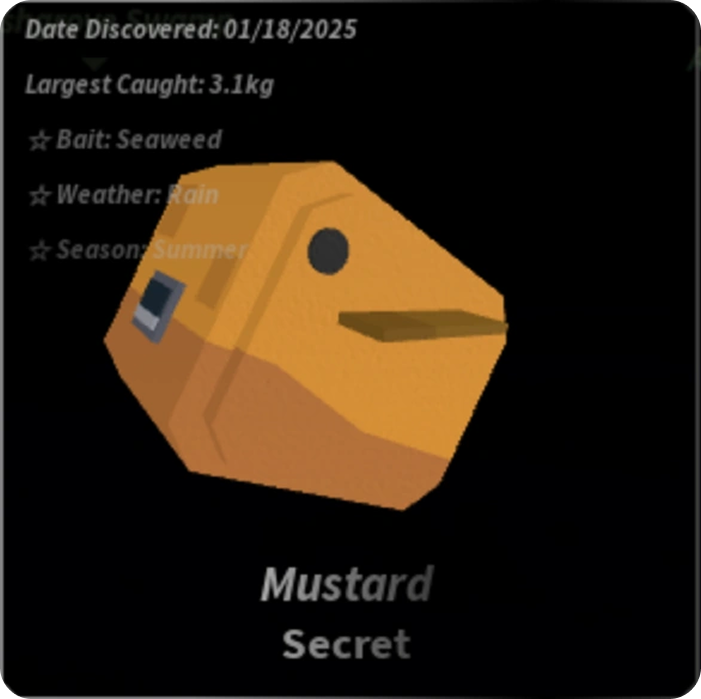 Date Discovered: 01/18/2025
Largest Caught: 3.1kg
☆ Bait: Seaweed
☆ Weather: Rain
☆ Season: Summer
Mustard
Secret